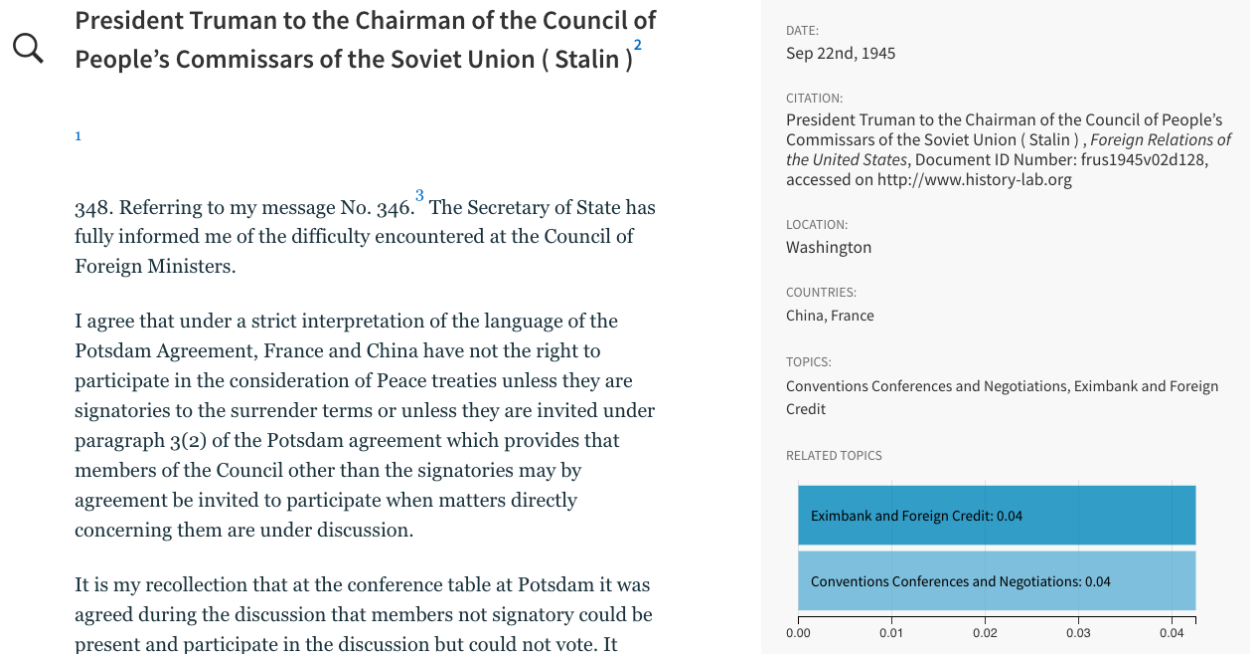 President Truman to the Chairman of the Council of
People’s Commissars of the Soviet Union ( Stalin ) 2
1
348. Referring to my message No. 346. 3 The Secretary of State has
fully informed me of the difficulty encountered at the Council of
Foreign Ministers.
I agree that under a strict interpretation of the language of the
Potsdam Agreement, France and China have not the right to
participate in the consideration of Peace treaties unless they are
signatories to the surrender terms or unless they are invited under
paragraph 3(2) of the Potsdam agreement which provides that
members of the Council other than the signatories may by
agreement be invited to participate when matters directly
concerning them are under discussion.
It is my recollection that at the conference table at Potsdam it was
agreed during the discussion that members not signatory could be
present and participate in the discussion but could not vote. It
DATE:
Sep 22nd, 1945
CITATION:
President Truman to the Chairman of the Council of People’s
Commissars of the Soviet Union ( Stalin ) , Foreign Relations of
the United States, Document ID Number: frus1945v02d128,
accessed on http://www.history-lab.org
LOCATION:
Washington
COUNTRIES:
China, France
TOPICS:
Conventions Conferences and Negotiations, Eximbank and Foreign
Credit
RELATED TOPICS
Eximbank and Foreign Credit: 0.04
Conventions Conferences and Negotiations: 0.04
0.00 0.01 0.02 0.03 0.04